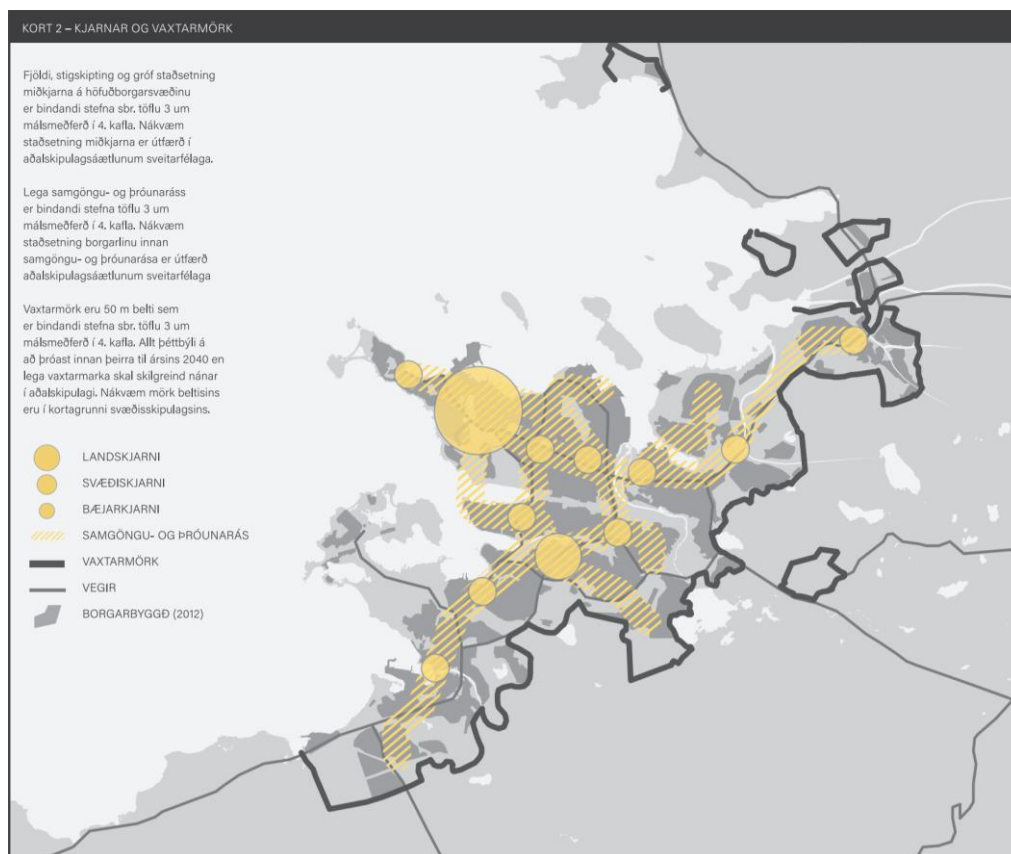 KORT 2 – KJARNAR OG VAXTARMÖRK
Fjöldi, stigskipting og gróf staðsetning
miðkjarna á höfuðborgarsvæðinu
er bindandi stefna sbr. töflu 3 um
málsmeðferð í 4. kafla. Nákvæm
staðsetning miðkjarna er útfærð í
aðalskipulagsáætlunum sveitarfélaga.
Lega samgöngu- og þróunaráss
er bindandi stefna töflu 3 um
málsmeðferð í 4. kafla. Nákvæm
staðsetning borgarlinu innan
samgöngu- og þróunarása er útfærð
aðalskipulagsáætlunum sveitarfélaga
Vaxtarmörk eru 50 m belti sem
er bindandi stefna sbr. töflu 3 um
málsmeðferð í 4. kafla. Allt þéttbýli á
að þróast innan þeirra til ársins 2040 en
lega vaxtarmarka skal skilgreind nánar
í aðalskipulagi. Nákvæm mörk beltisins
eru í kortagrunni svæðisskipulagsins.
LANDSKJARNI
SVÆÐISKJARNI
BÆJARKJARNI
SAMGÖNGU- OG ÞRÓUNARÁS
VAXTARMÖRK
VEGIR
BORGARBYGGÐ (2012)